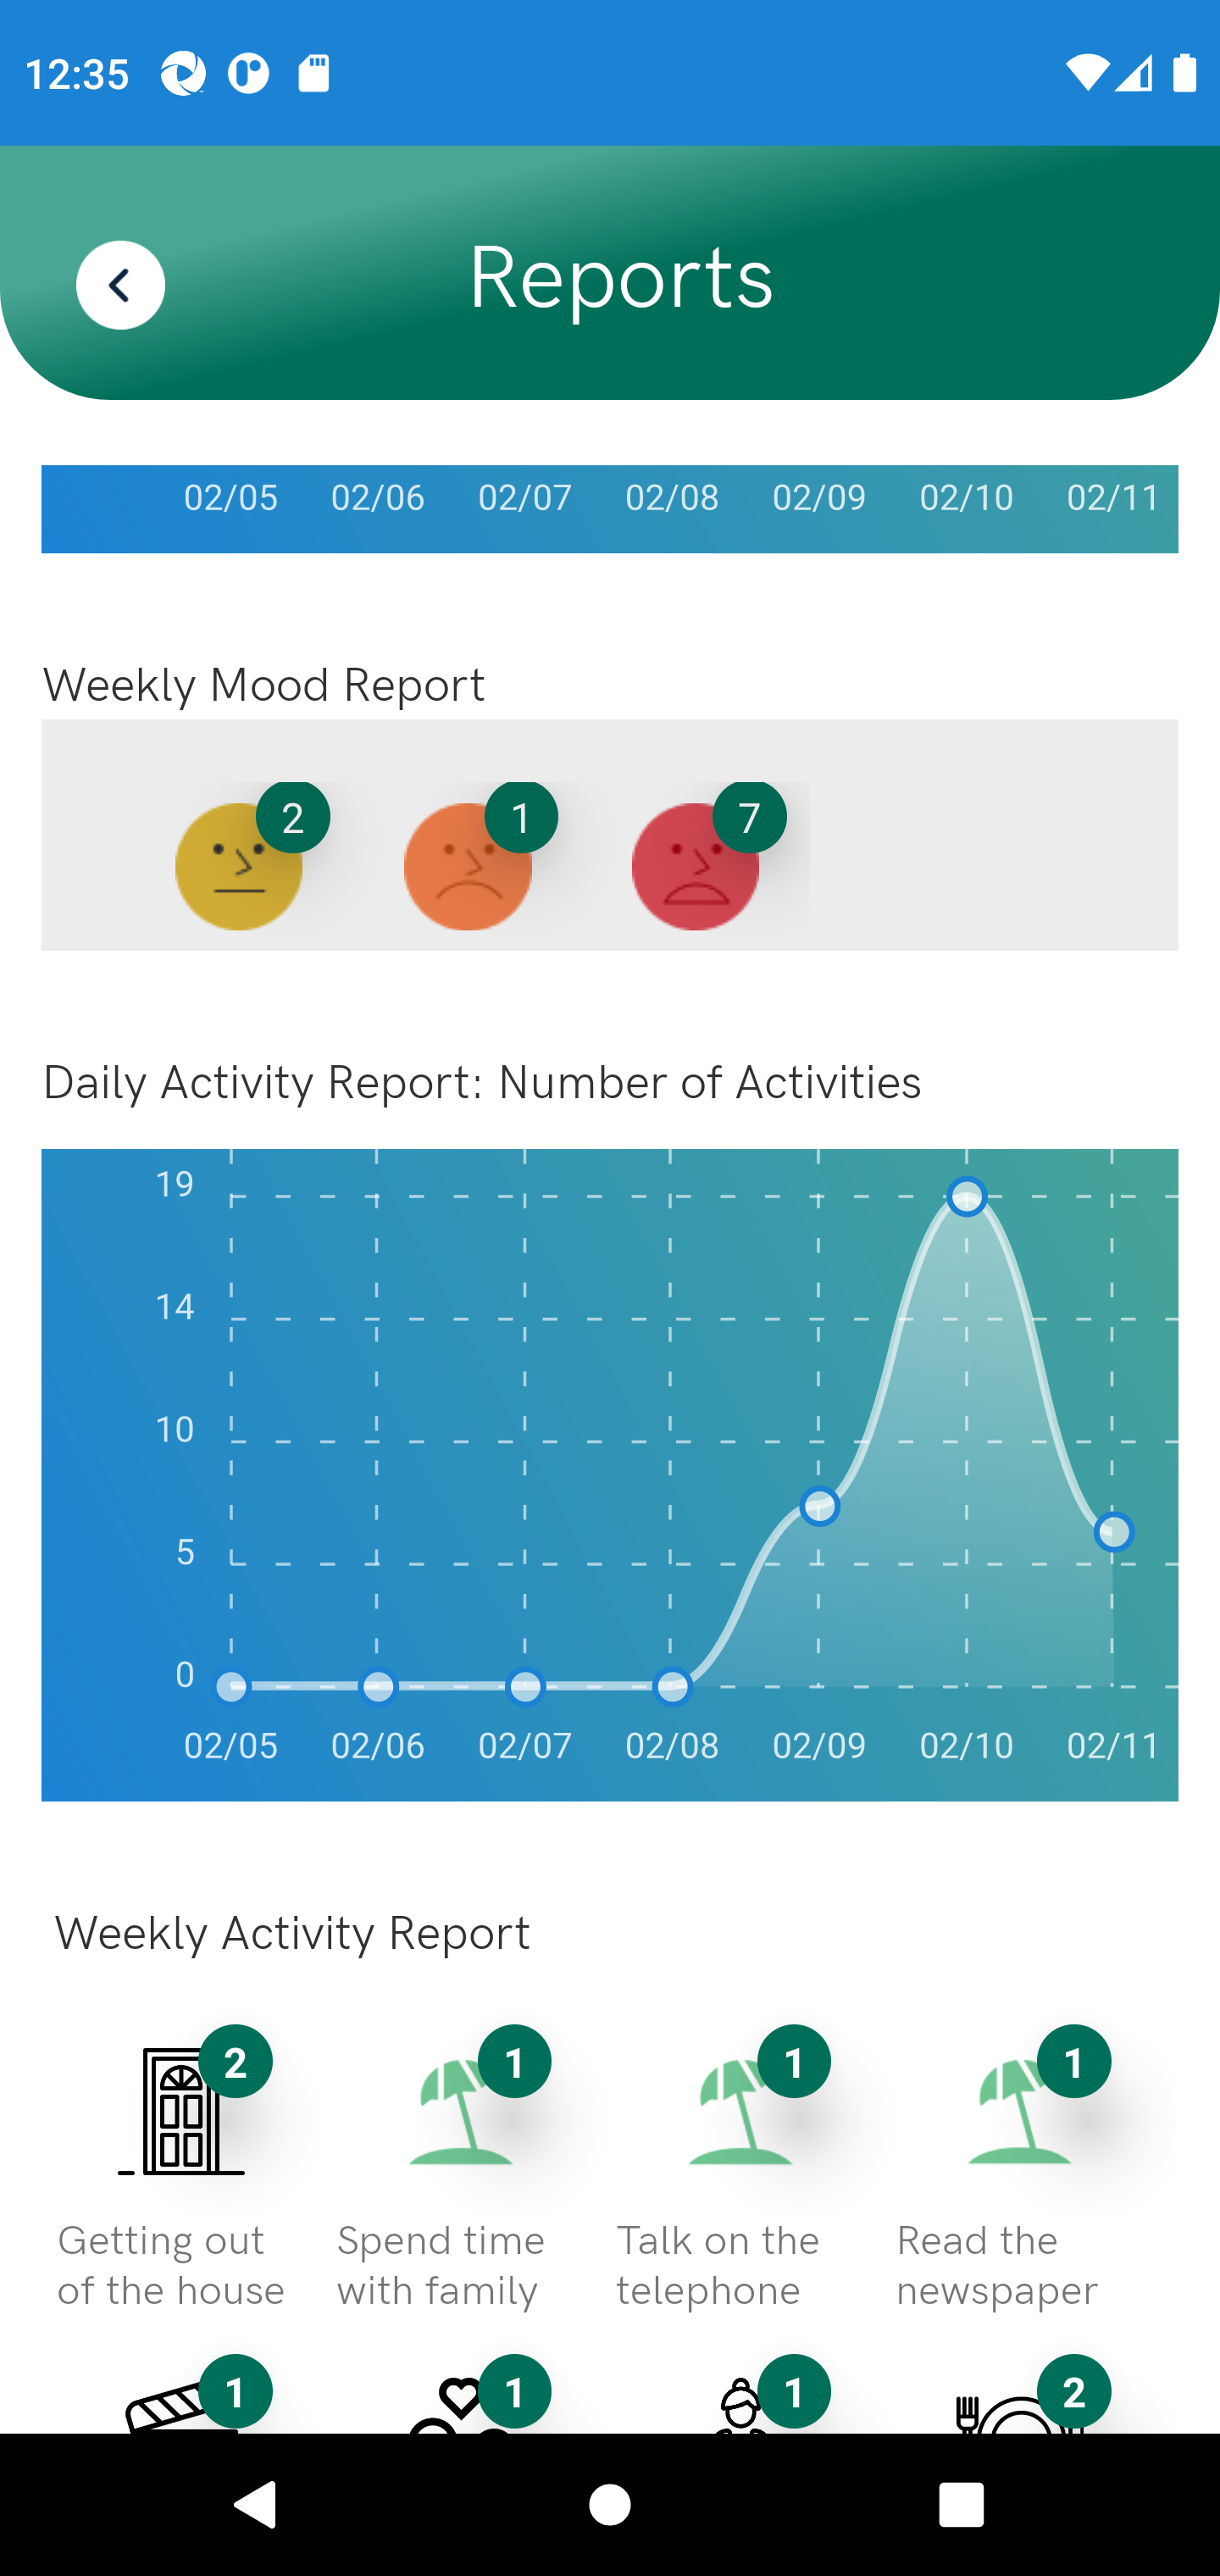 12:35
Reports
02/05 02/06 02/07 02/08 02/09 02/10 02/11
Weekly Mood Report
2 1 7
Daily Activity Report: Number of Activities
19
14
10
5
0
02/05 02/06 02/07 02/08 02/09 02/10 02/11
Weekly Activity Report
2 1 1 1
Getting out Spend time Talk on the Read the
of the house with family telephone newspaper
1 1 1 2